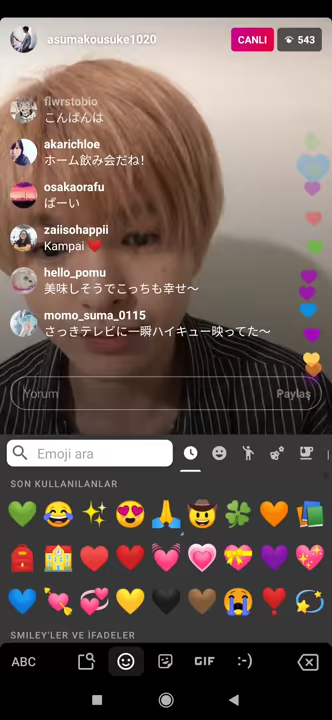 asumakousuke1020
CANLI
543
flwrstobio
こんばんは
akarichloe
ホーム飲み会だね！
osakaorafu
ぱーい
zaiisohappii
Kampai ❤️
hello_pomu
美味しそうでこっちも幸せ〜
momo_suma_0115
さっきテレビに一瞬ハイキュー映ってた〜
Yorum
Paylaş
Emoji ara
SON KULLANILANLAR
SMILEY'LER VE İFADELER
ABC
GIF
:-)